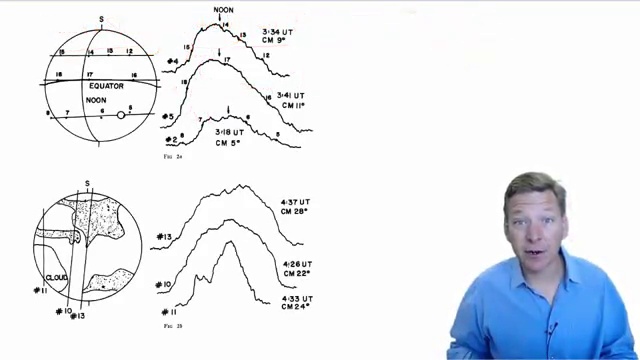 NOON
S
14
3:34 UT
CM 9°
13
15
12
#4
15
14
13
12
17
18
17
16
EQUATOR
18
16
3:41 UT
CM 11°
NOON
#5
8
7
6
5
7
6
3:18 UT
CM 5°
8
5
#2
FIG 2a
S
4:37 UT
CM 28°
#13
4:26 UT
CM 22°
CLOUD
#11
#10
4:33 UT
CM 24°
#10
#13
#11
FIG 2b